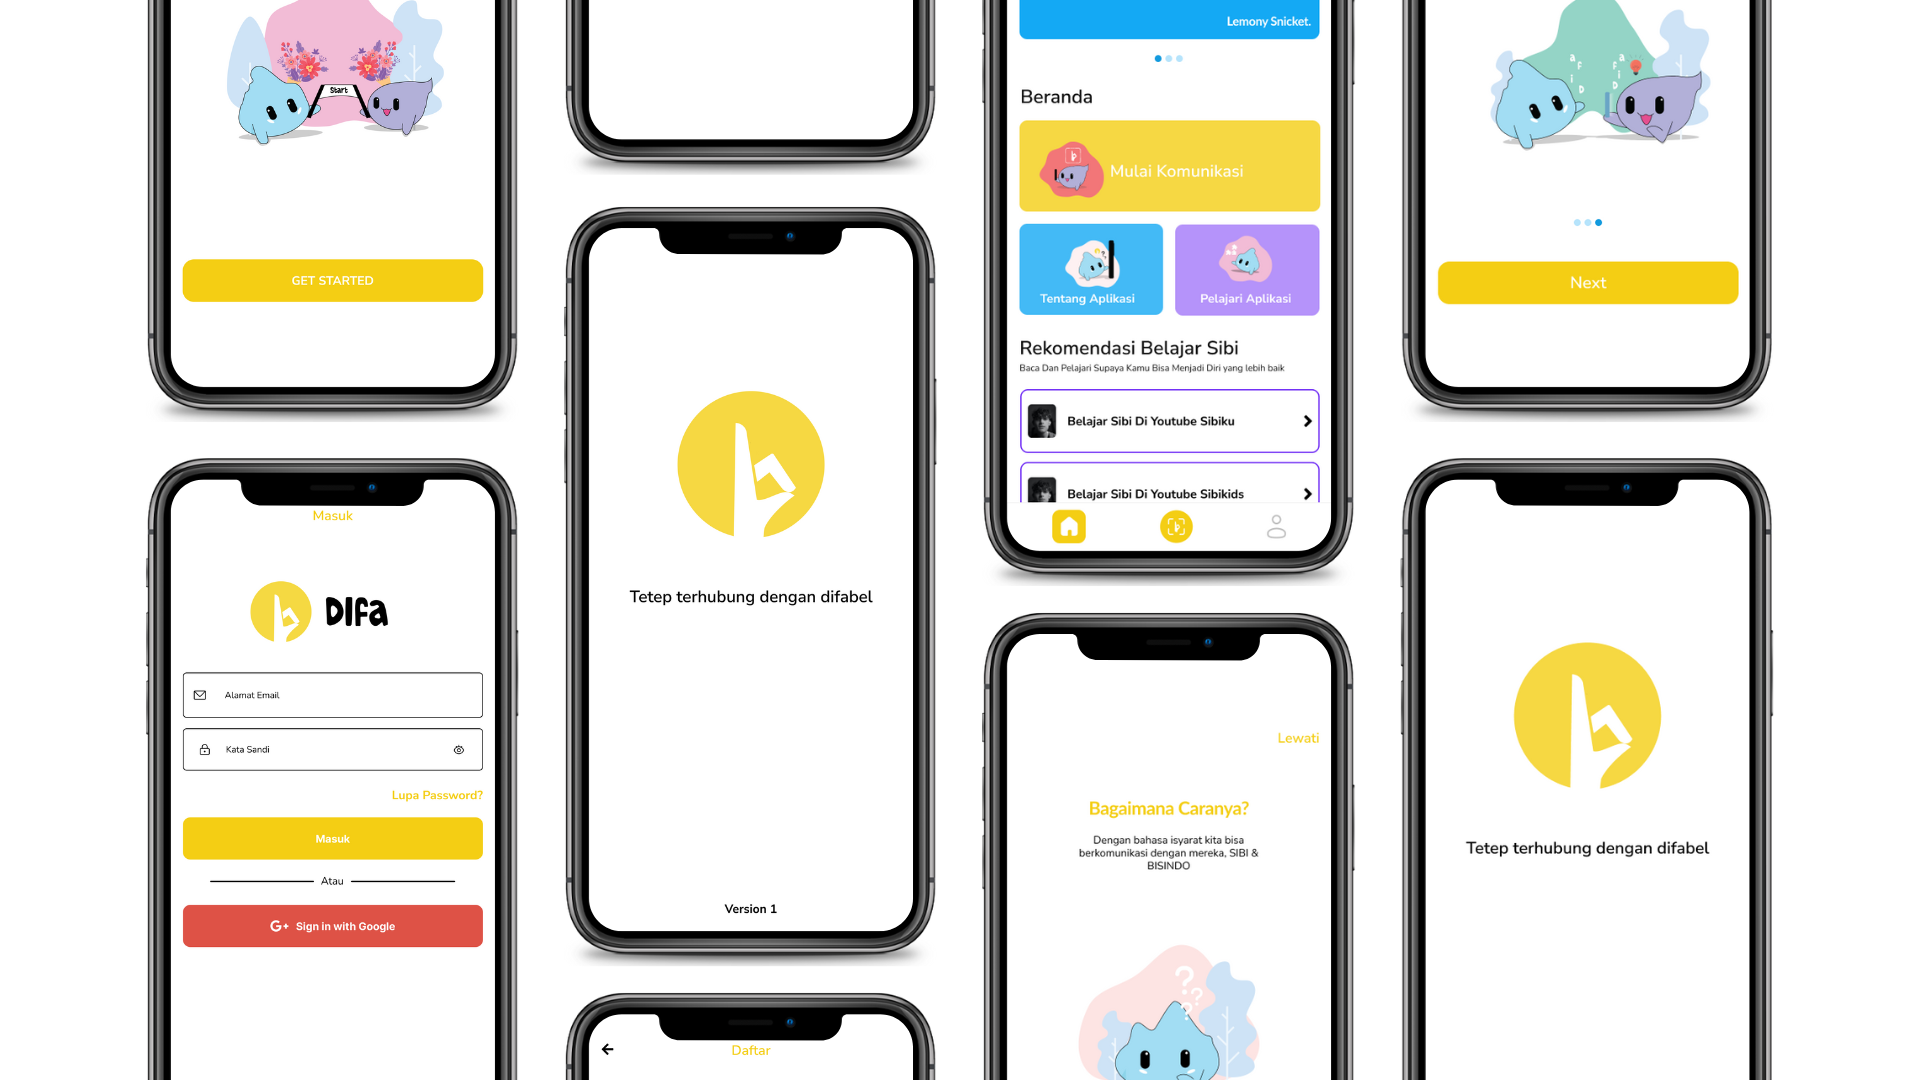 Start
GET STARTED
Masuk
DIFA
Alamat Email
Kata Sandi
Lupa Password?
Masuk
Atau
G+ Sign in with Google
Tetep terhubung dengan difabel
Version 1
Daftar
Lemony Snicket.
Beranda
Mulai Komunikasi
Tentang Aplikasi
Pelajari Aplikasi
Rekomendasi Belajar Sibi
Baca Dan Pelajari Supaya Kamu Bisa Menjadi Diri yang lebih baik
Belajar Sibi Di Youtube Sibiku
Belajar Sibi Di Youtube Sibikids
Lewati
Bagaimana Caranya?
Dengan bahasa isyarat kita bisa
berkomunikasi dengan mereka, SIBI &
BISINDO
? ? ?
Next
Tetep terhubung dengan difabel